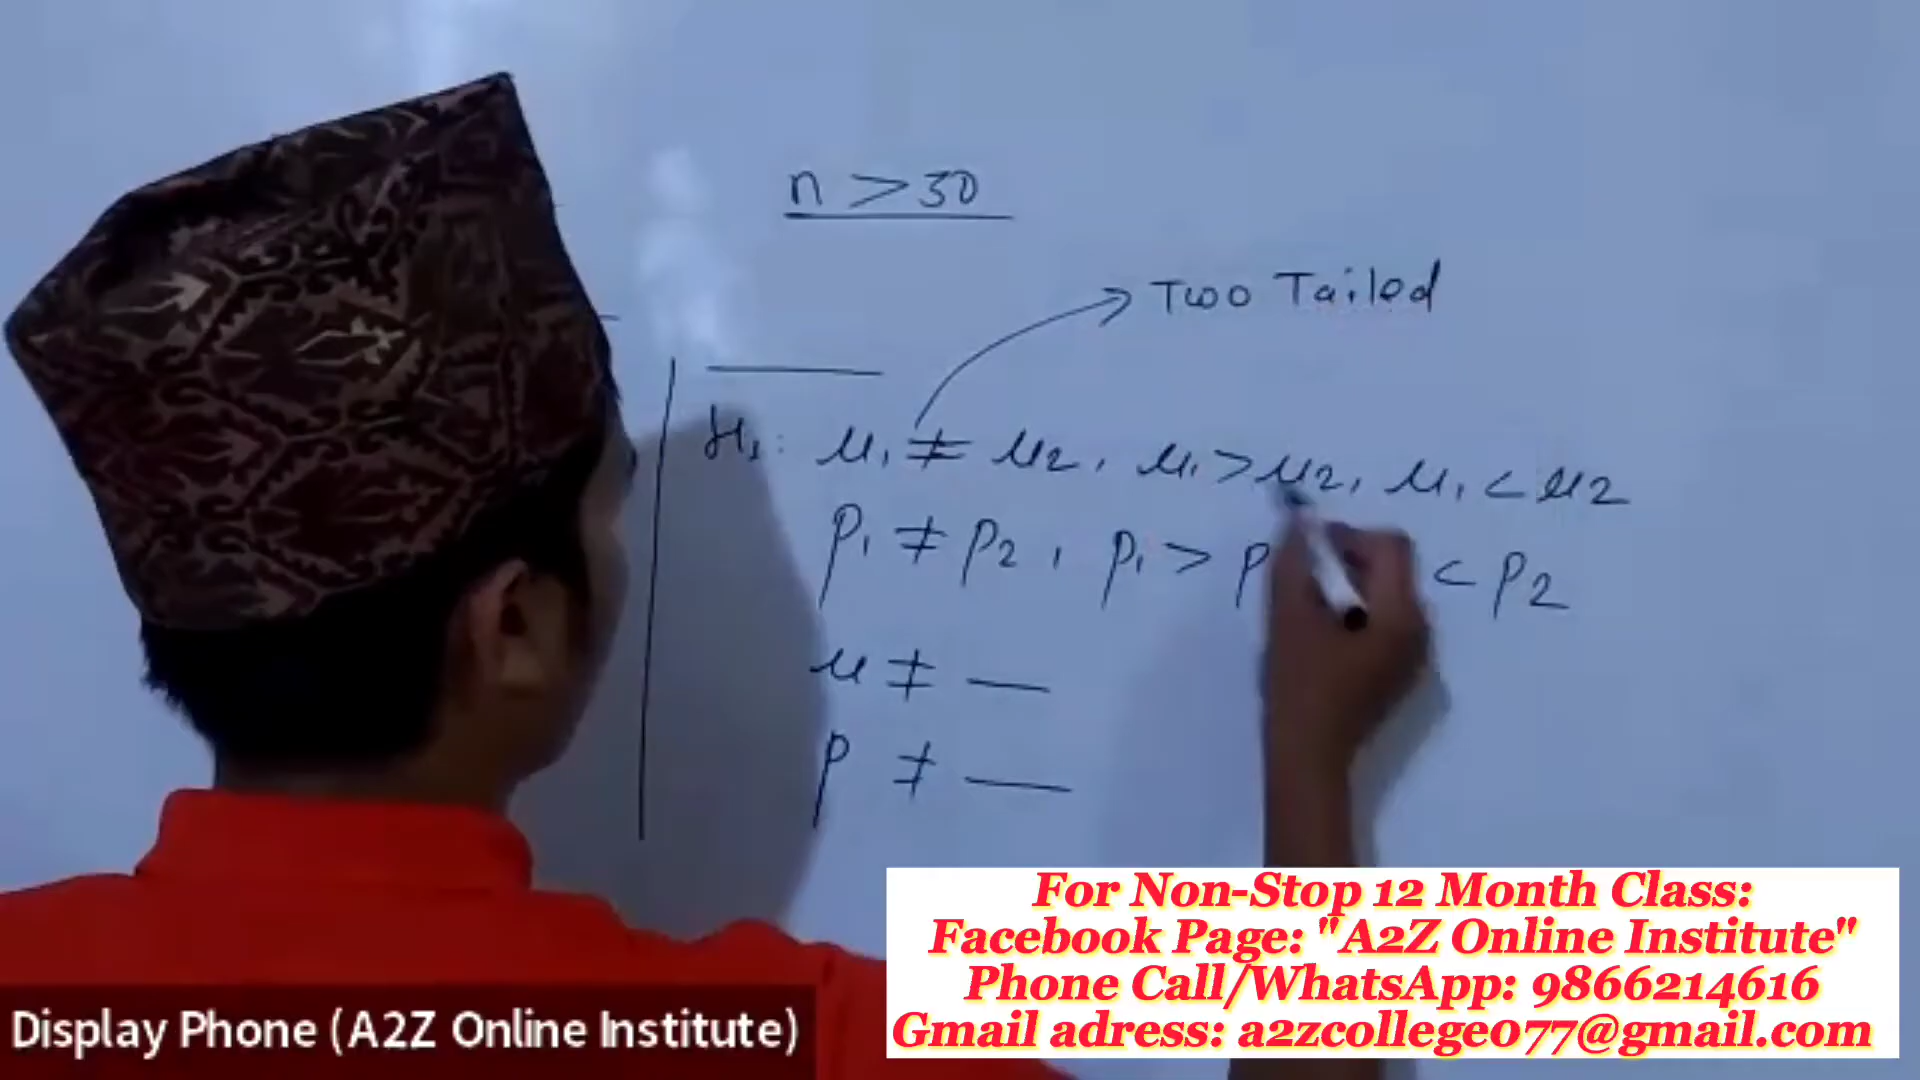 n > 30
Two Tailed
H₁: μ₁ ≠ μ₂, μ₁ > μ₂, μ₁ < μ₂
p₁ ≠ p₂, p₁ > p < p₂
μ ≠ —
p ≠ —
For Non-Stop 12 Month Class:
Facebook Page: "A2Z Online Institute"
Phone Call/WhatsApp: 9866214616
Gmail adress: a2zcollege077@gmail.com
Display Phone (A2Z Online Institute)